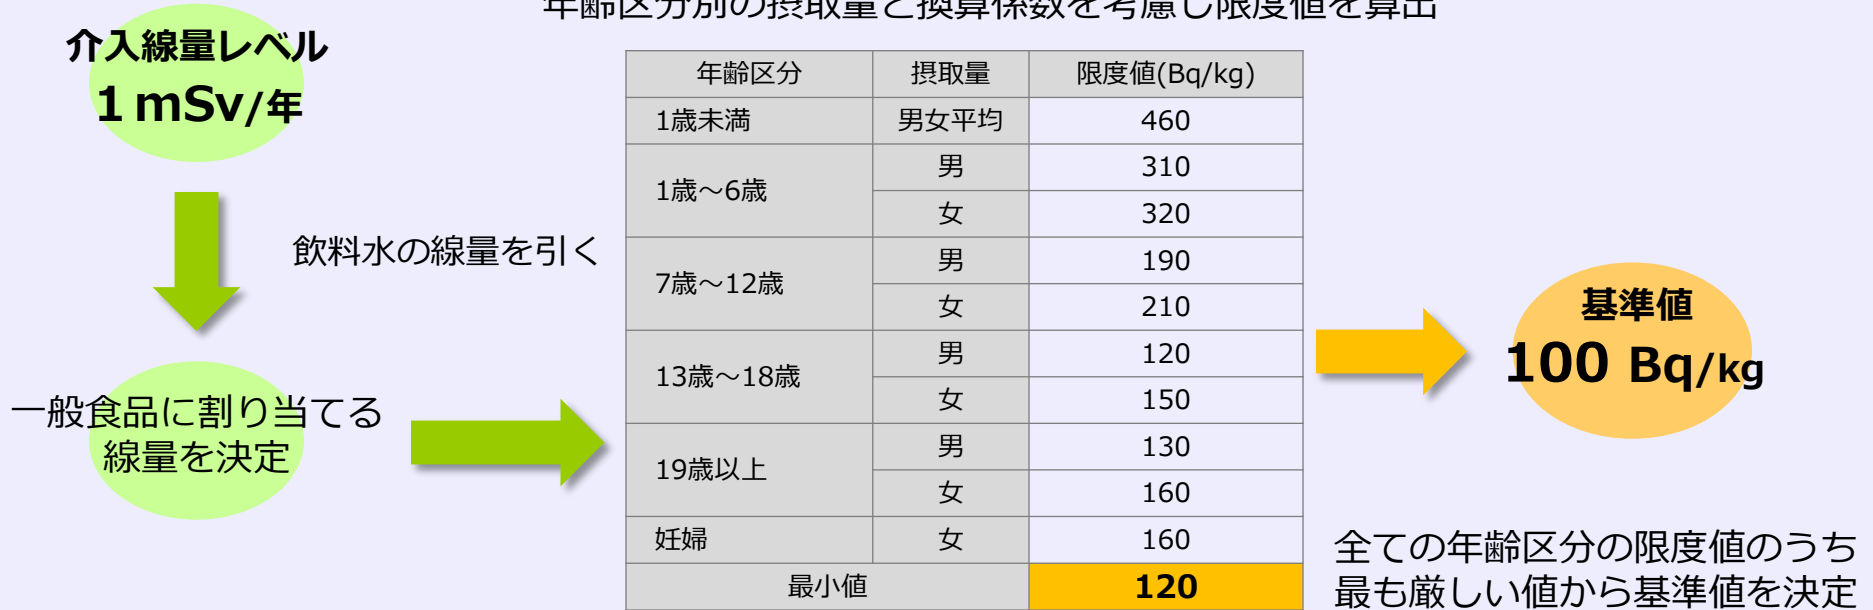 年齢区分別の摂取量と換算係数を考慮し限度値を算出
介入線量レベル
1 mSv/年
飲料水の線量を引く
一般食品に割り当てる
線量を決定
年齢区分 摂取量 限度値(Bq/kg)
1歳未満 男女平均 460
1歳～6歳 男 310
女 320
7歳～12歳 男 190
女 210
13歳～18歳 男 120
女 150
19歳以上 男 130
女 160
妊婦 女 160
最小値 120
基準値
100 Bq/kg
全ての年齢区分の限度値のうち
最も厳しい値から基準値を決定